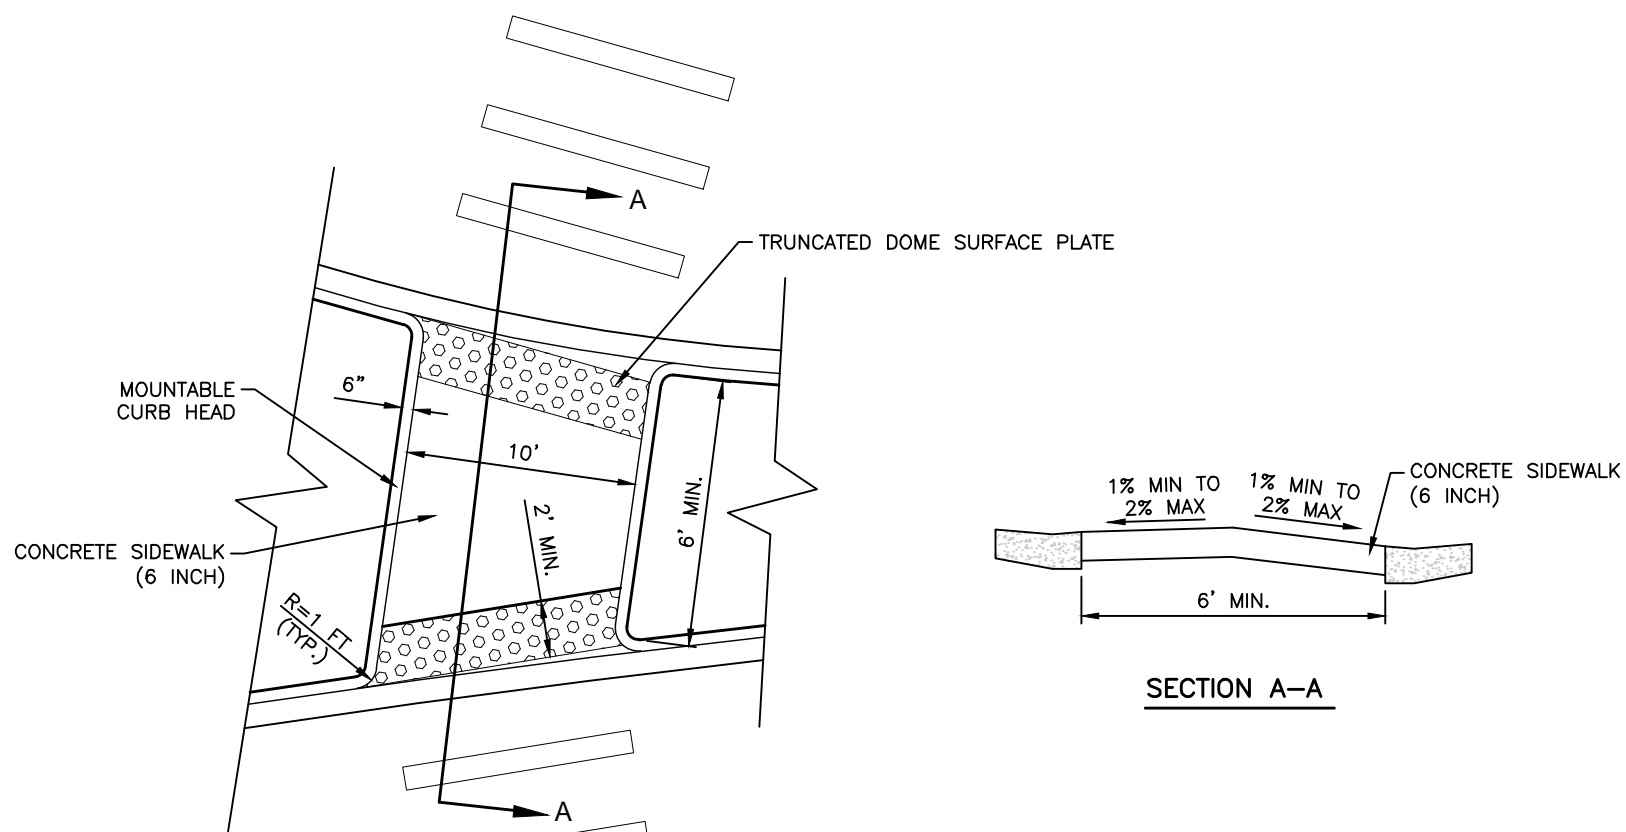 A
TRUNCATED DOME SURFACE PLATE
6”
MOUNTABLE
CURB HEAD
10’
2’ MIN.
6’ MIN.
CONCRETE SIDEWALK
(6 INCH)
R=1 FT
(TYP.)
A
1% MIN TO
2% MAX
1% MIN TO
2% MAX
CONCRETE SIDEWALK
(6 INCH)
6’ MIN.
SECTION A–A